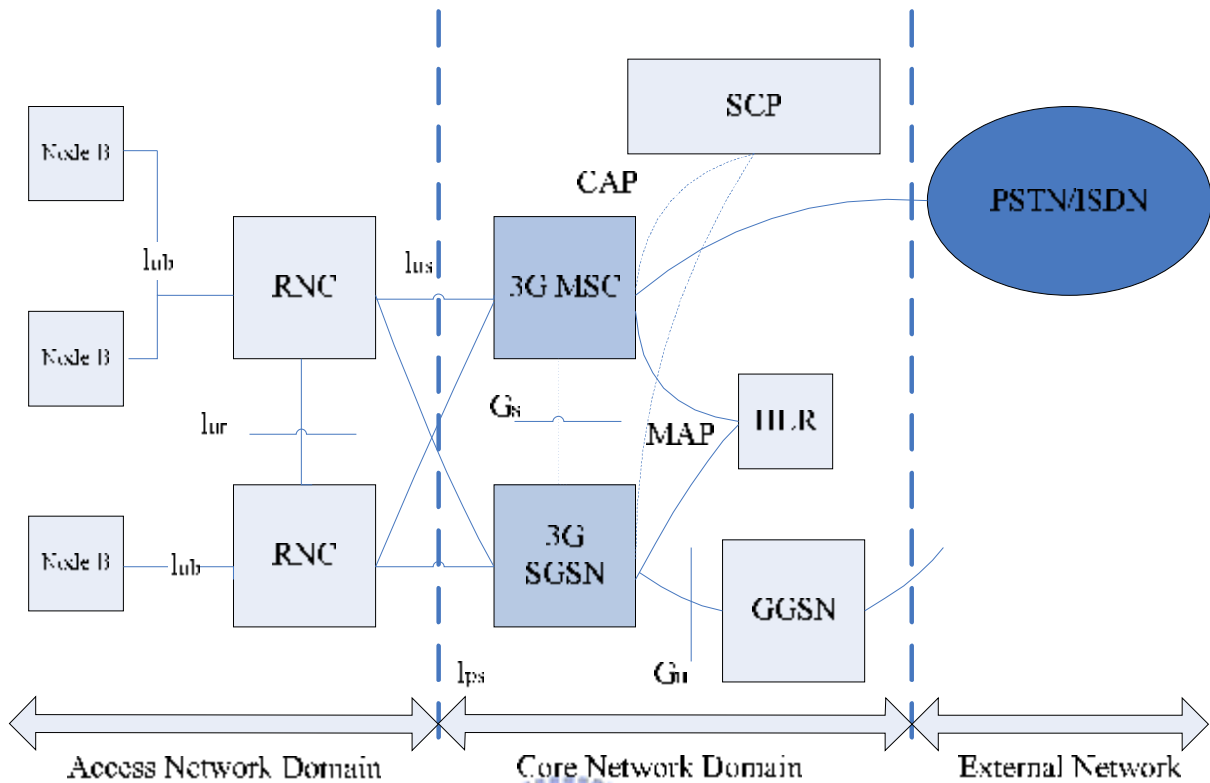 SCP
Node B
CAP
PSTN/ISDN
Iub
RNC
Ius
3G MSC
Node B
Gs
Iur
MAP
HLR
Node B
Iub
RNC
3G
SGSN
GGSN
Ips
Gn
Access Network Domain
Core Network Domain
External Network